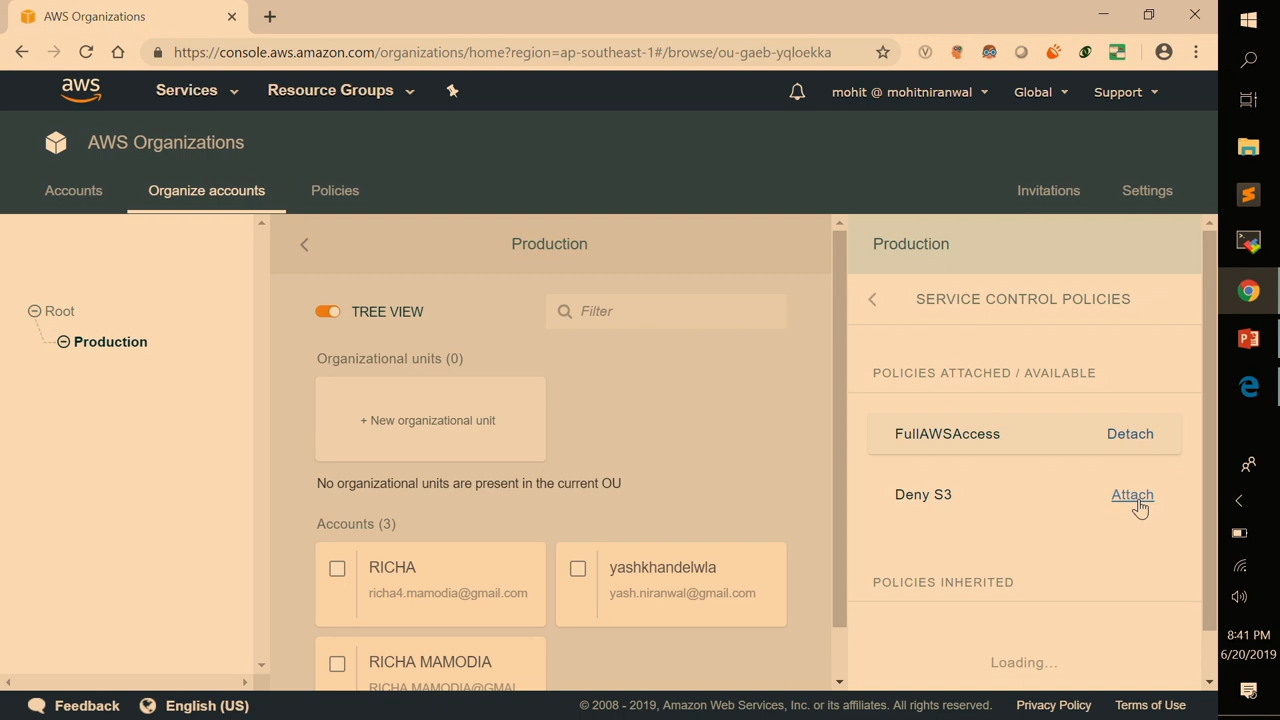 AWS Organizations
https://console.aws.amazon.com/organizations/home?region=ap-southeast-1#/browse/ou-gaeb-yqloekka
aws
Services
Resource Groups
mohit @ mohitniranwal
Global
Support
AWS Organizations
Accounts
Organize accounts
Policies
Invitations
Settings
Root
Production
Production
TREE VIEW
Filter
Organizational units (0)
+ New organizational unit
No organizational units are present in the current OU
Accounts (3)
RICHA
richa4.mamodia@gmail.com
yashkhandelwla
yash.niranwal@gmail.com
RICHA MAMODIA
RICHA.MAMODIA@GMAI
Production
SERVICE CONTROL POLICIES
POLICIES ATTACHED / AVAILABLE
FullAWSAccess Detach
Deny S3 Attach
POLICIES INHERITED
Loading...
8:41 PM
6/20/2019
Feedback
English (US)
© 2008 - 2019, Amazon Web Services, Inc. or its affiliates. All rights reserved.
Privacy Policy
Terms of Use